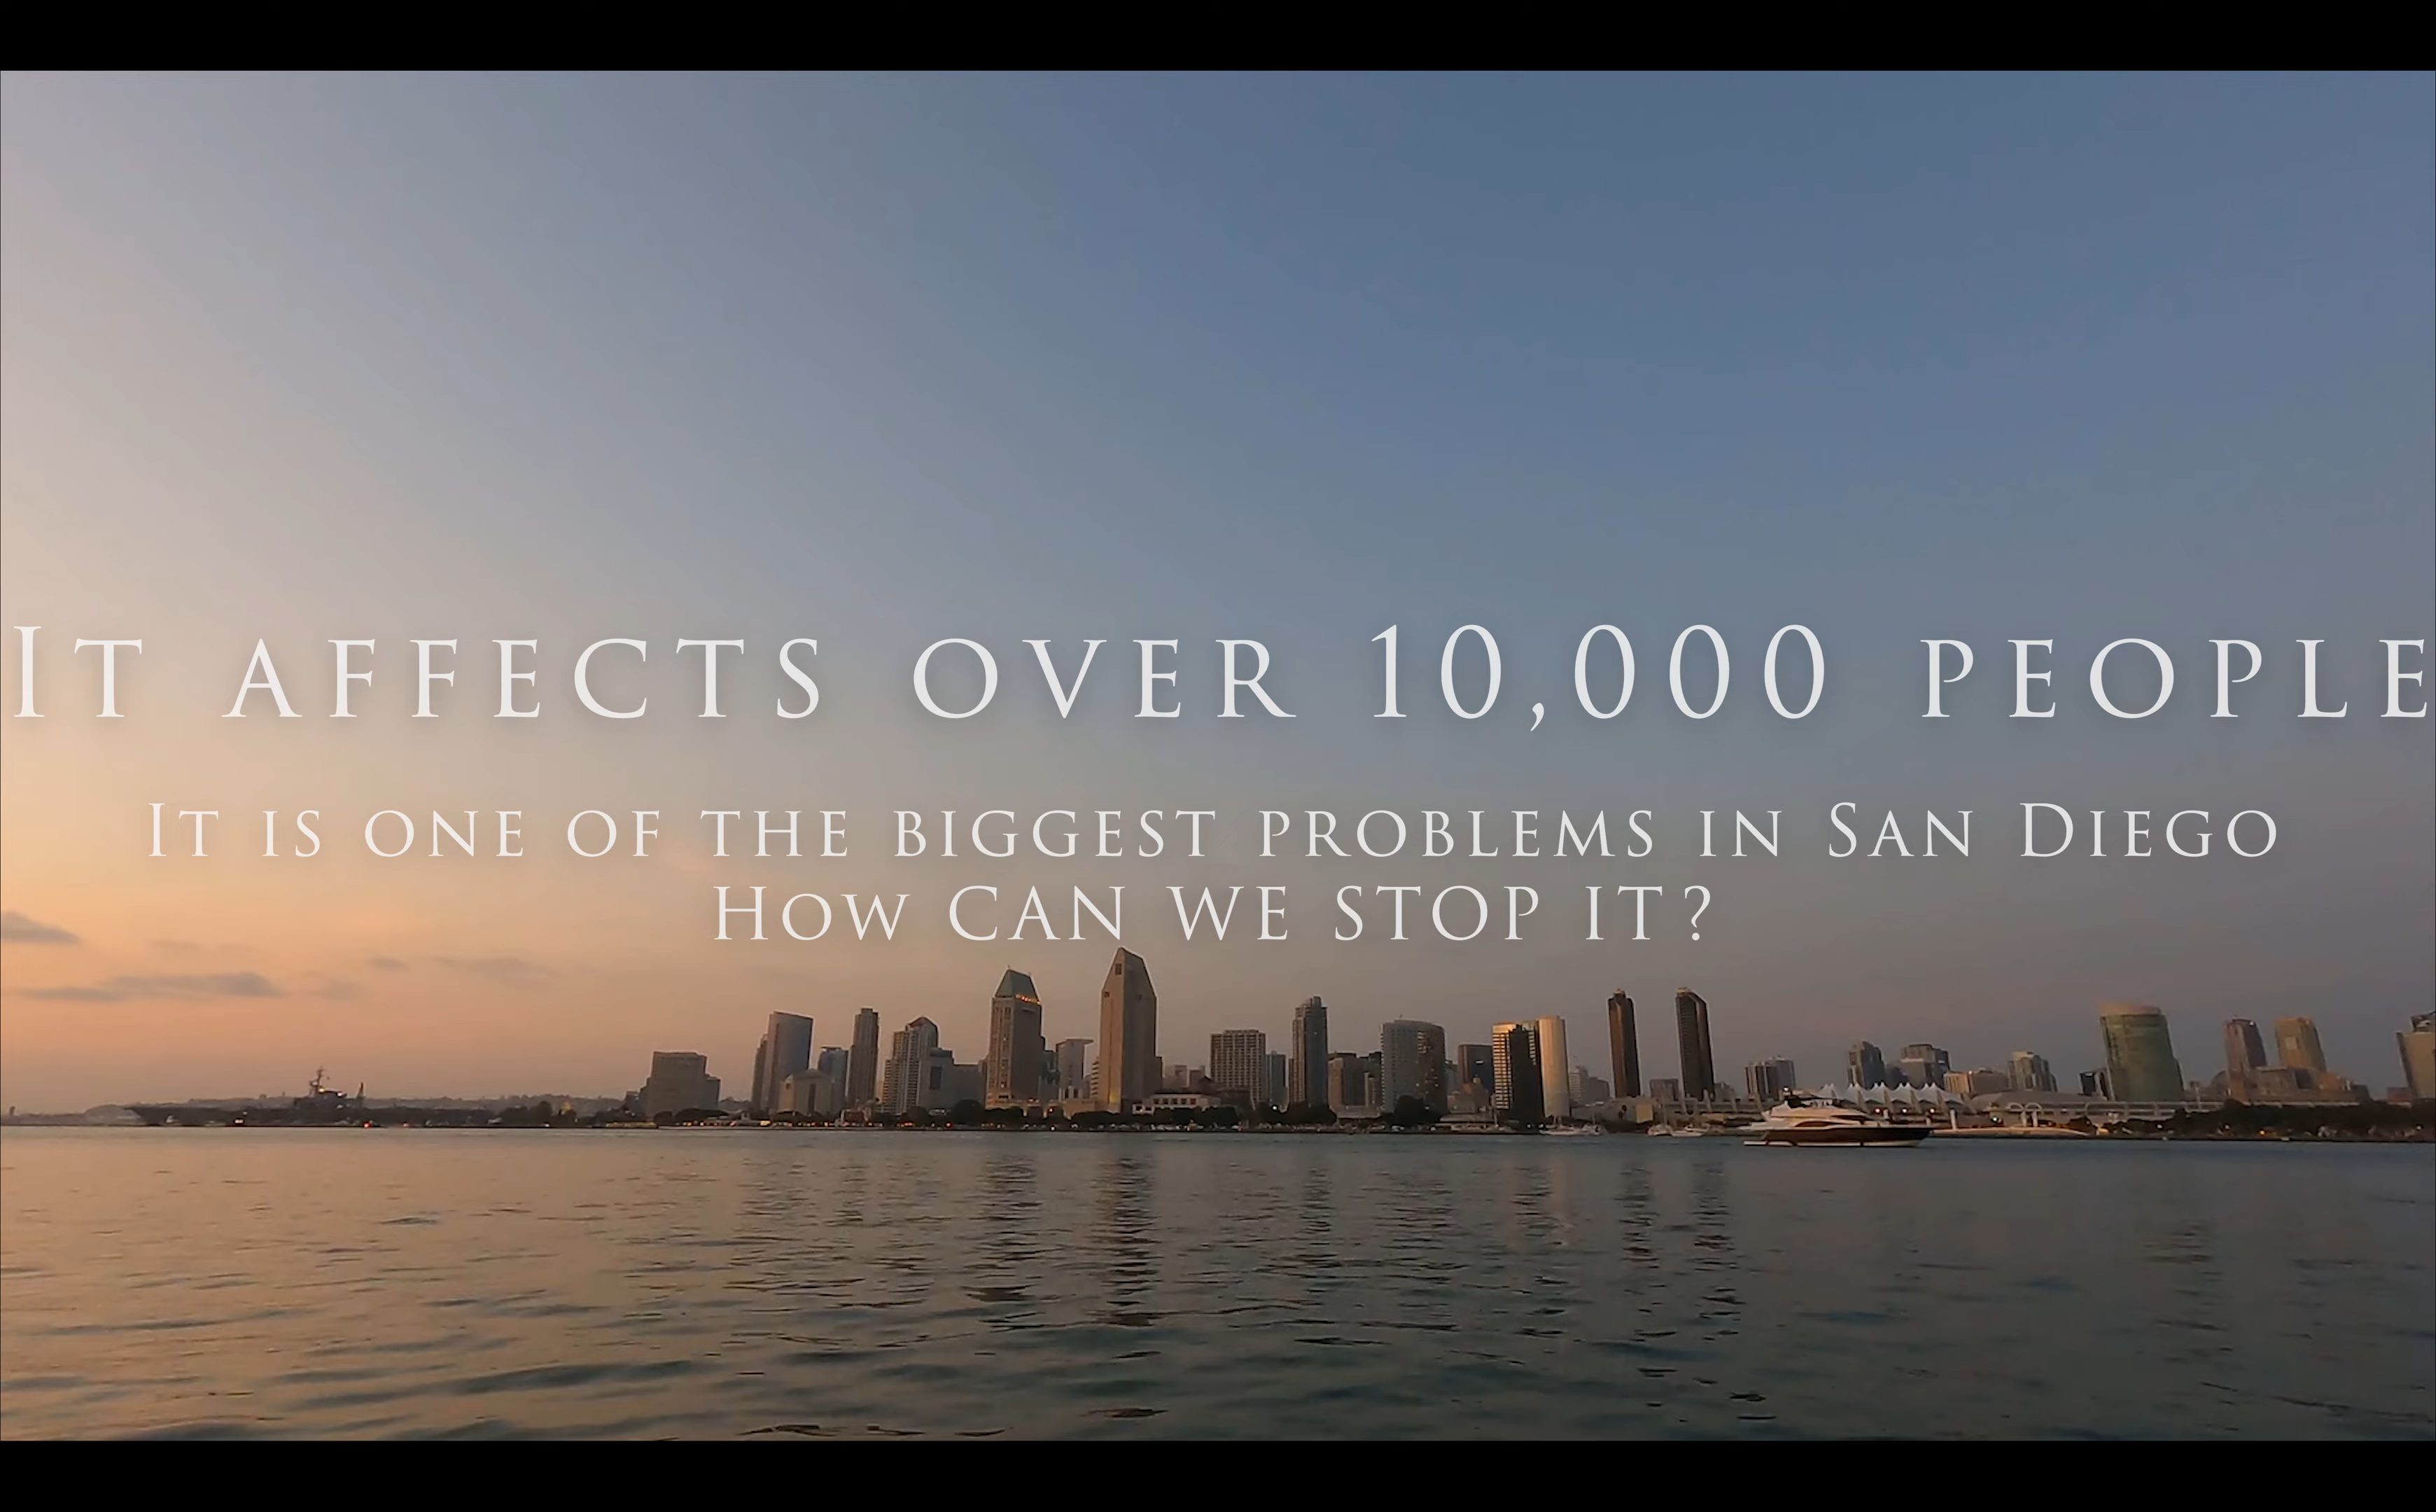 It affects over 10,000 people
It is one of the biggest problems in San Diego
How CAN WE STOP IT?